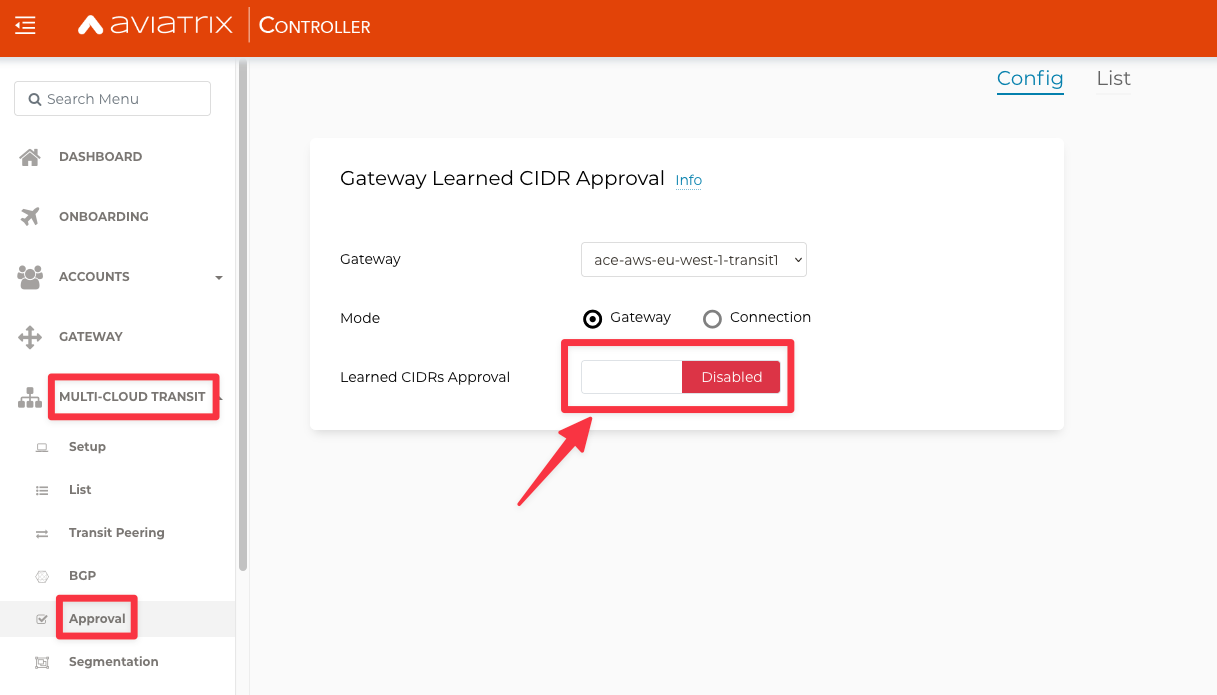 aviatrix CONTROLLER
Config List
Search Menu
DASHBOARD
ONBOARDING
ACCOUNTS
GATEWAY
MULTI-CLOUD TRANSIT
Setup
List
Transit Peering
BGP
Approval
Segmentation
Gateway Learned CIDR Approval Info
Gateway ace-aws-eu-west-1-transit1
Mode Gateway Connection
Learned CIDRs Approval Disabled